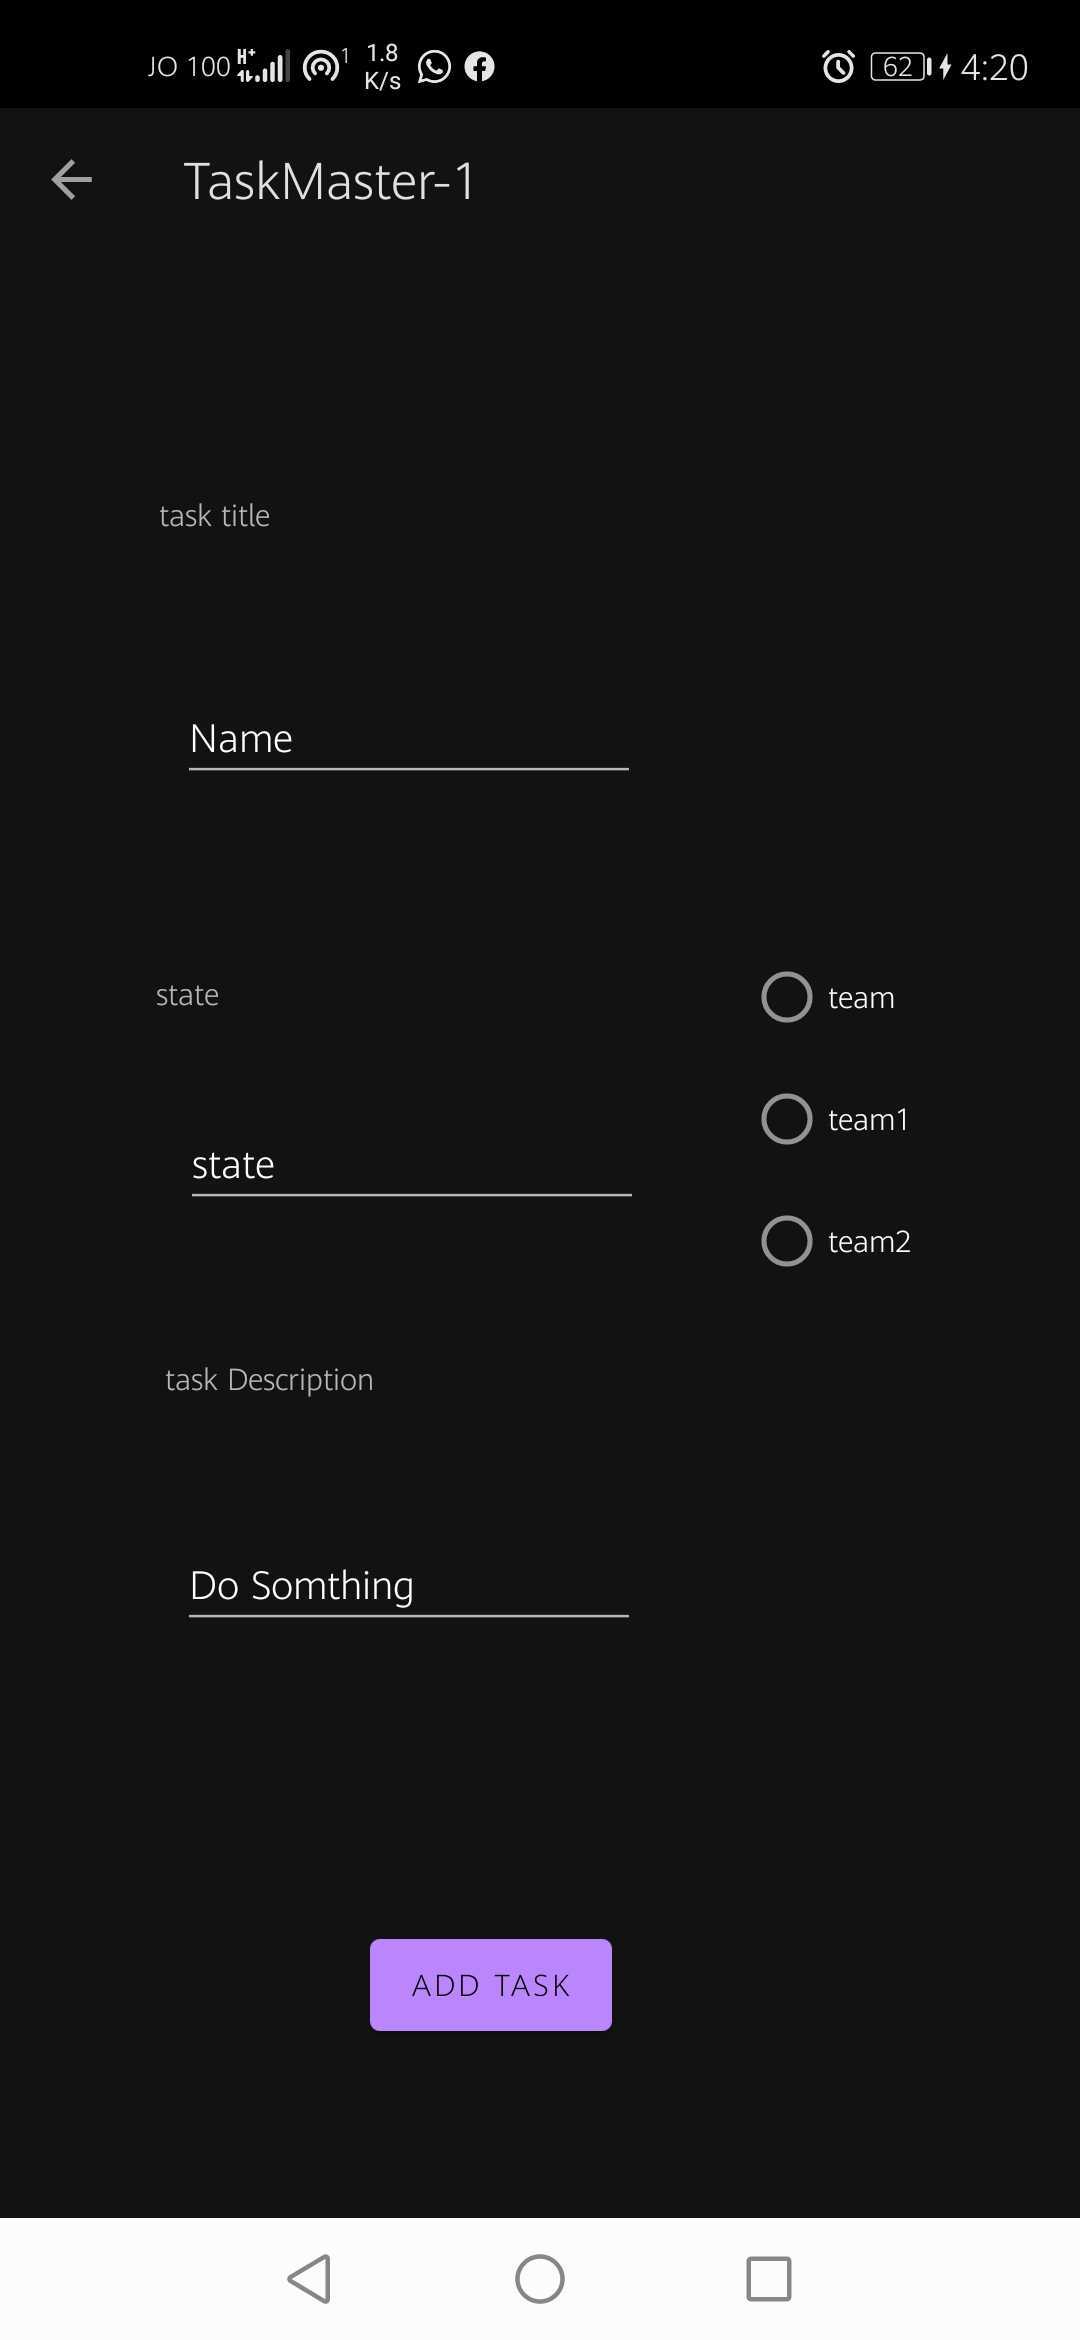 JO 100 H+ 1 1.8 K/s 62 4:20
TaskMaster-1
task title
Name
state
team
team1
state
team2
task Description
Do Somthing
ADD TASK